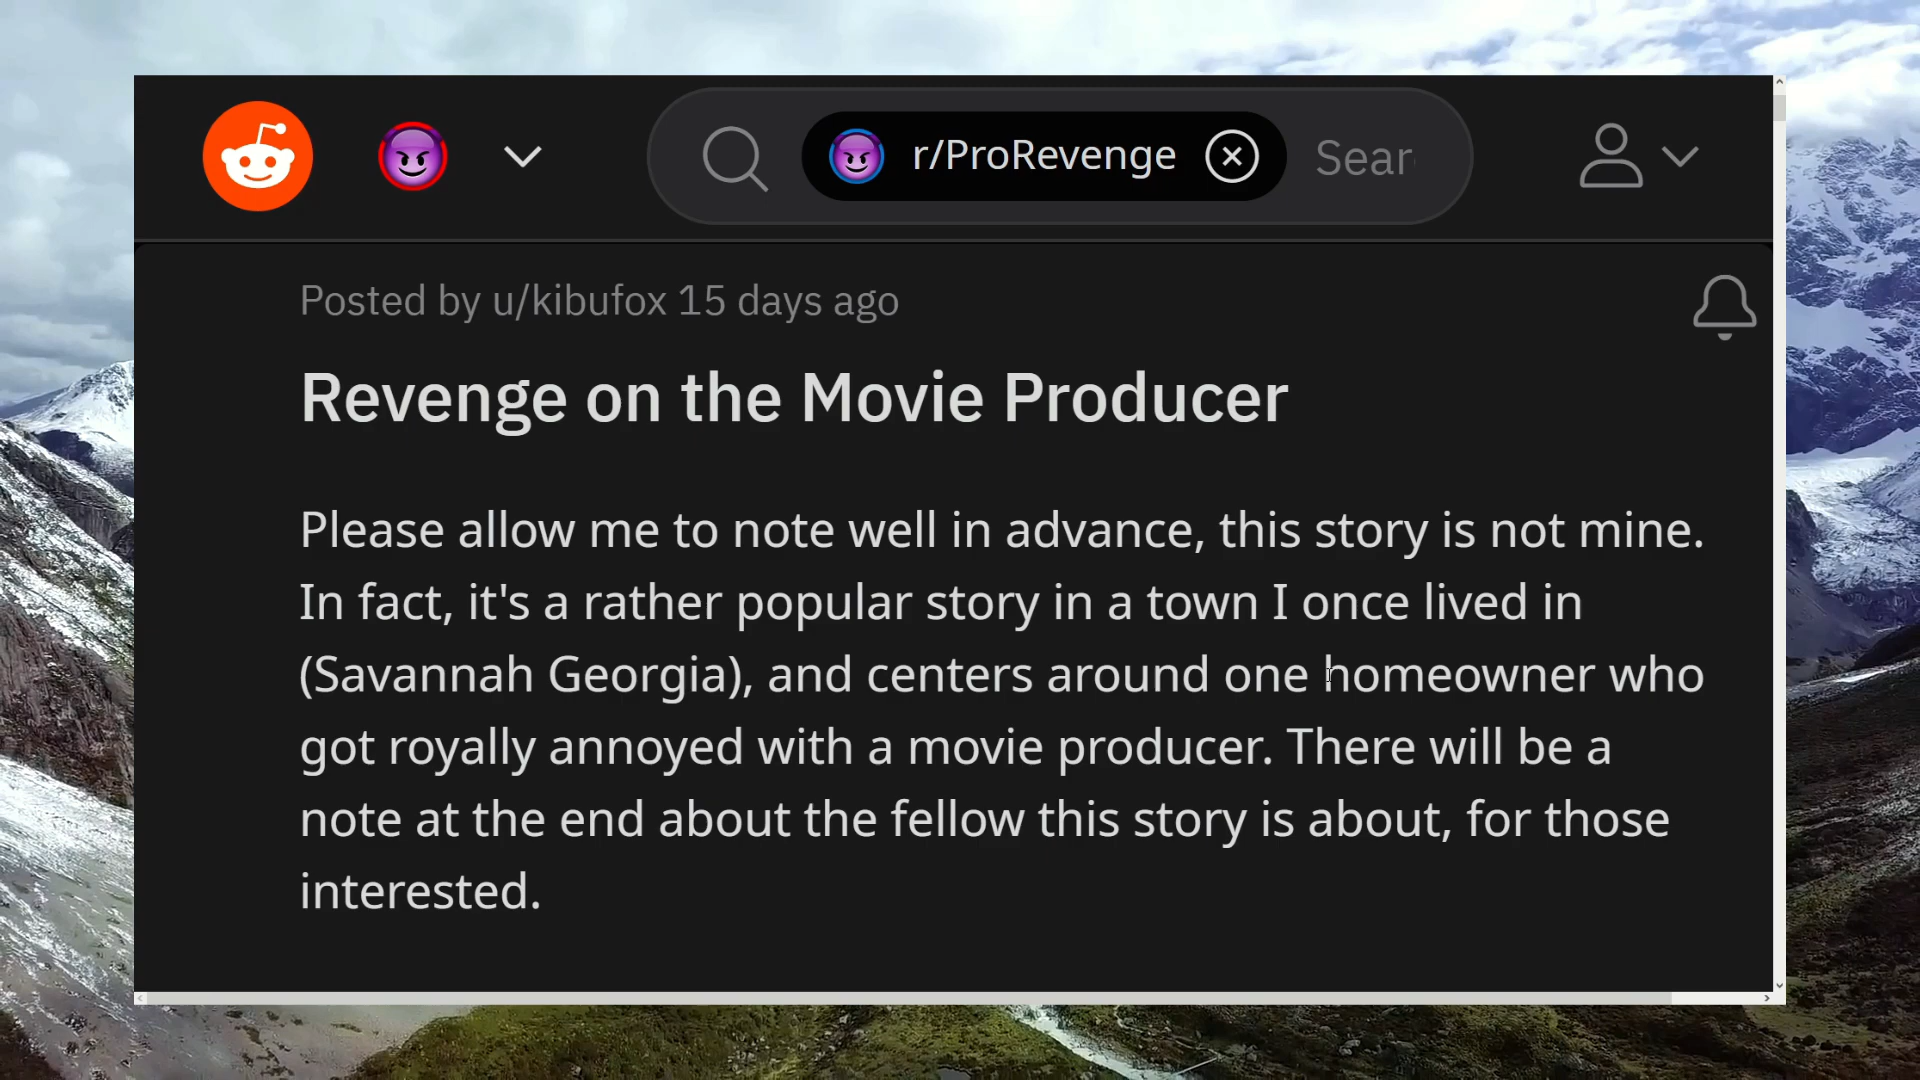 r/ProRevenge Sear
Posted by u/kibufox 15 days ago
Revenge on the Movie Producer
Please allow me to note well in advance, this story is not mine.
In fact, it's a rather popular story in a town I once lived in
(Savannah Georgia), and centers around one homeowner who
got royally annoyed with a movie producer. There will be a
note at the end about the fellow this story is about, for those
interested.